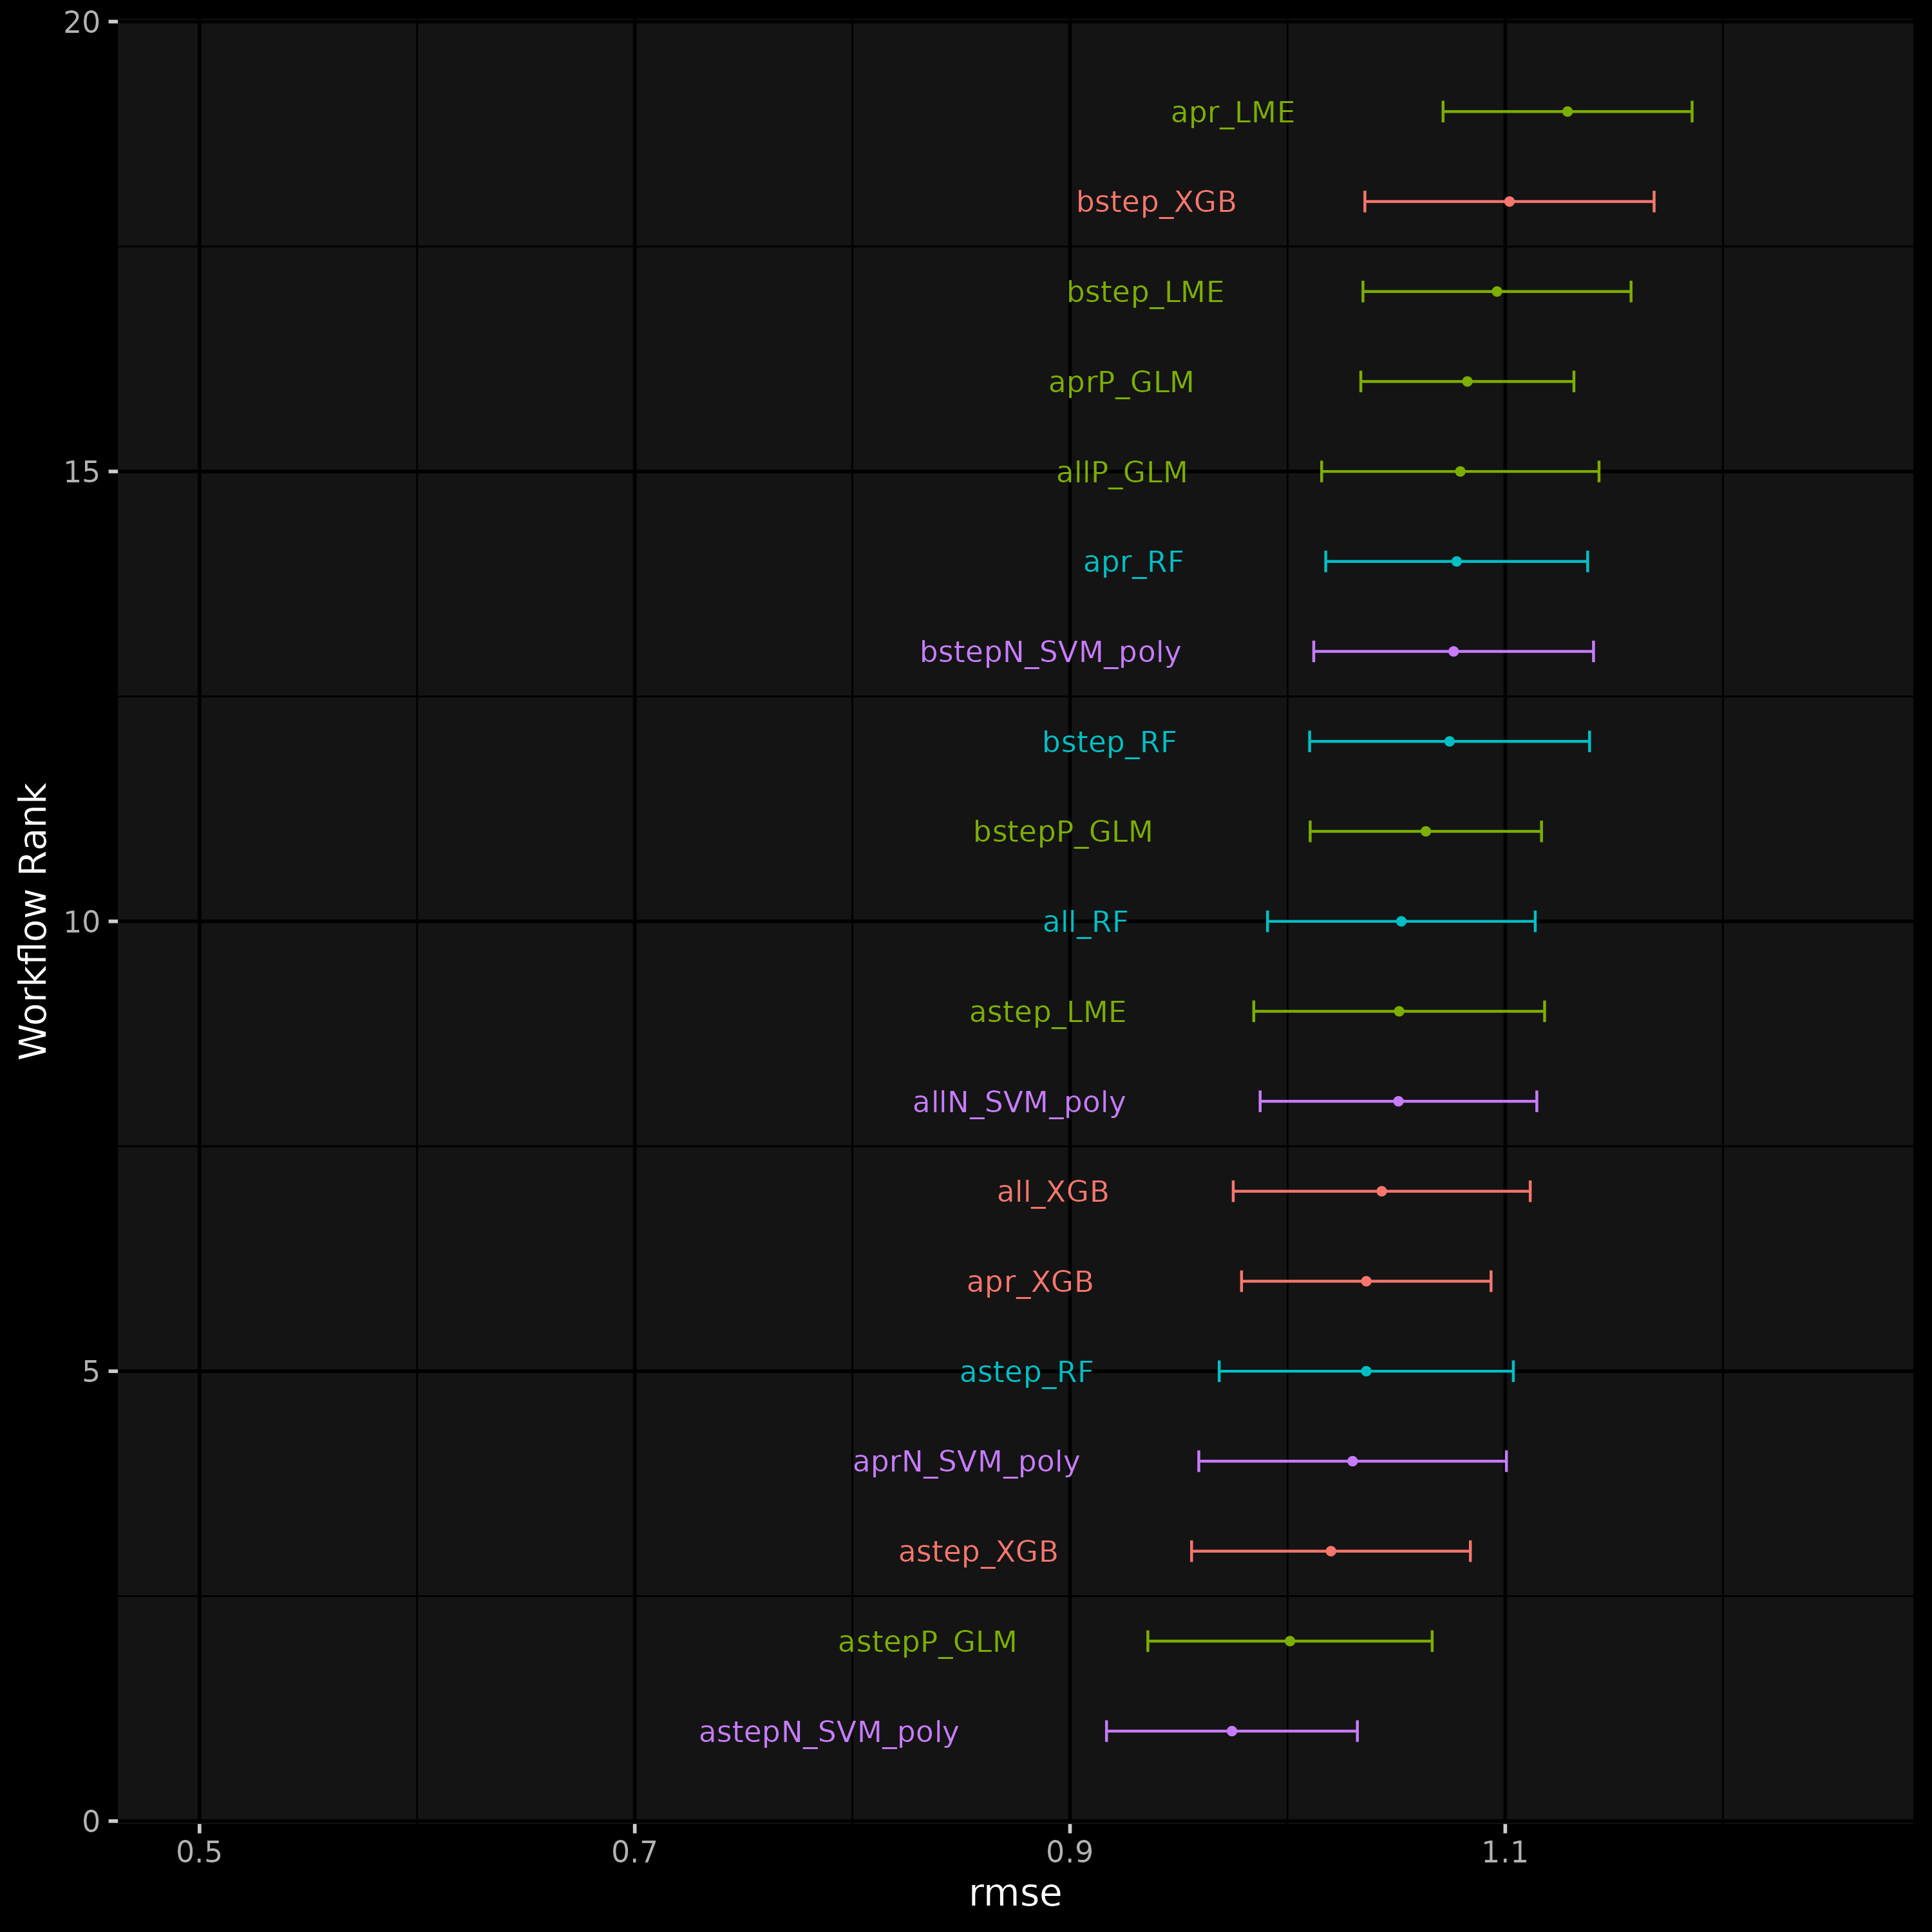 20
apr_LME
bstep_XGB
bstep_LME
aprP_GLM
15
allP_GLM
apr_RF
bstepN_SVM_poly
bstep_RF
bstepP_GLM
Workflow Rank
10
all_RF
astep_LME
allN_SVM_poly
all_XGB
apr_XGB
5
astep_RF
aprN_SVM_poly
astep_XGB
astepP_GLM
astepN_SVM_poly
0
0.5 0.7 0.9 1.1
rmse